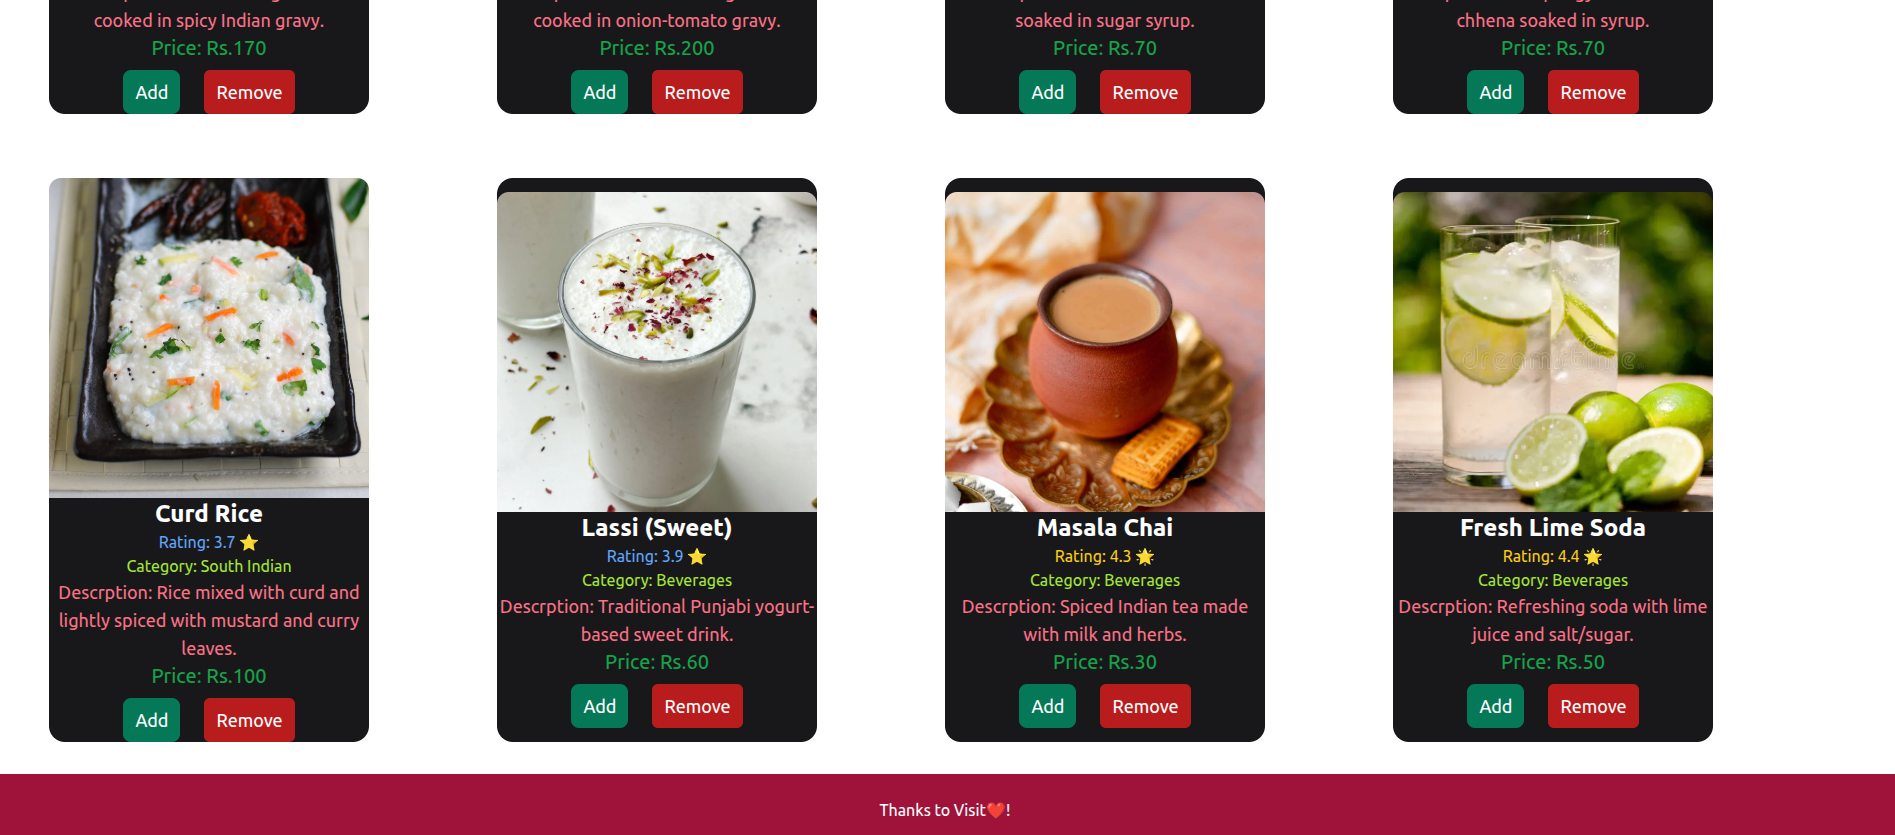 cooked in spicy Indian gravy.
Price: Rs.170
Add Remove
cooked in onion-tomato gravy.
Price: Rs.200
Add Remove
soaked in sugar syrup.
Price: Rs.70
Add Remove
chhena soaked in syrup.
Price: Rs.70
Add Remove
Curd Rice
Rating: 3.7 ⭐
Category: South Indian
Descrption: Rice mixed with curd and
lightly spiced with mustard and curry
leaves.
Price: Rs.100
Add Remove
Lassi (Sweet)
Rating: 3.9 ⭐
Category: Beverages
Descrption: Traditional Punjabi yogurt-
based sweet drink.
Price: Rs.60
Add Remove
Masala Chai
Rating: 4.3 🌟
Category: Beverages
Descrption: Spiced Indian tea made
with milk and herbs.
Price: Rs.30
Add Remove
dreamstime
Fresh Lime Soda
Rating: 4.4 🌟
Category: Beverages
Descrption: Refreshing soda with lime
juice and salt/sugar.
Price: Rs.50
Add Remove
Thanks to Visit❤️!